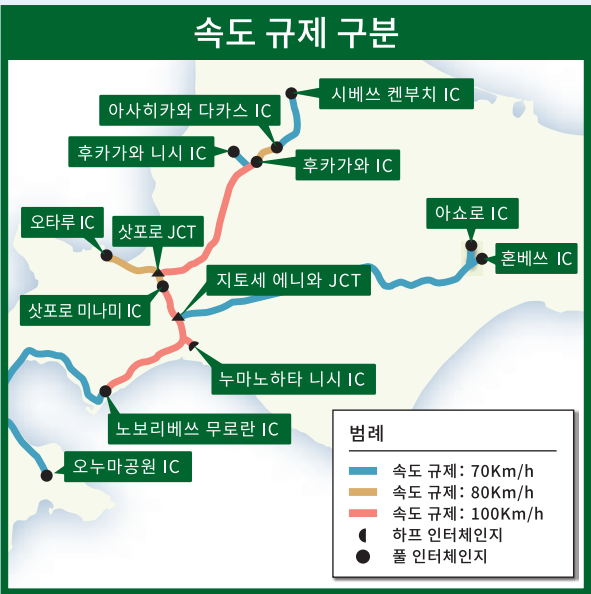 속도 규제 구분
시베쓰 켄부치 IC
아사히카와 다카스 IC
후카가와 니시 IC
후카가와 IC
아쇼로 IC
오타루 IC
삿포로 JCT
혼베쓰 IC
지토세 에니와 JCT
삿포로 미나미 IC
누마노하타 니시 IC
노보리베쓰 무로란 IC
오누마공원 IC
범례
속도 규제: 70Km/h
속도 규제: 80Km/h
속도 규제: 100Km/h
하프 인터체인지
풀 인터체인지